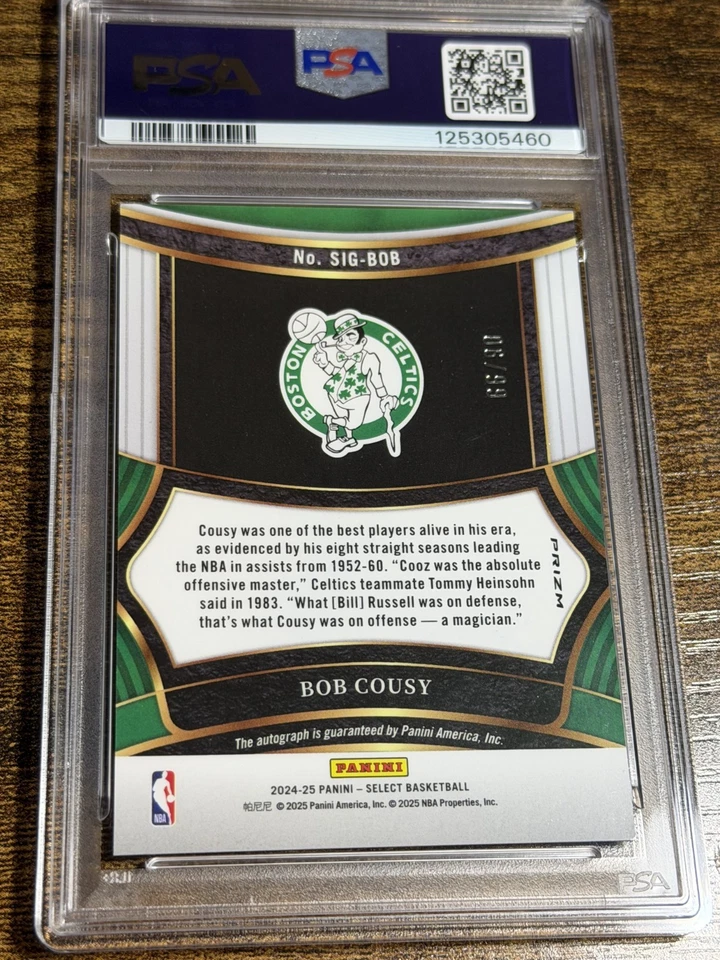 PSA
PSA
125305460
No. SIG-BOB
BOSTON CELTICS
06/99
Cousy was one of the best players alive in his era,
as evidenced by his eight straight seasons leading
the NBA in assists from 1952-60. “Cooz was the absolute
offensive master,” Celtics teammate Tommy Heinsohn
said in 1983. “What [Bill] Russell was on defense,
that’s what Cousy was on offense — a magician.”
PRIZM
BOB COUSY
The autograph is guaranteed by Panini America, Inc.
PANINI
2024-25 PANINI – SELECT BASKETBALL
帕尼尼 © 2025 Panini America, Inc. © 2025 NBA Properties, Inc.
NBA
PSA